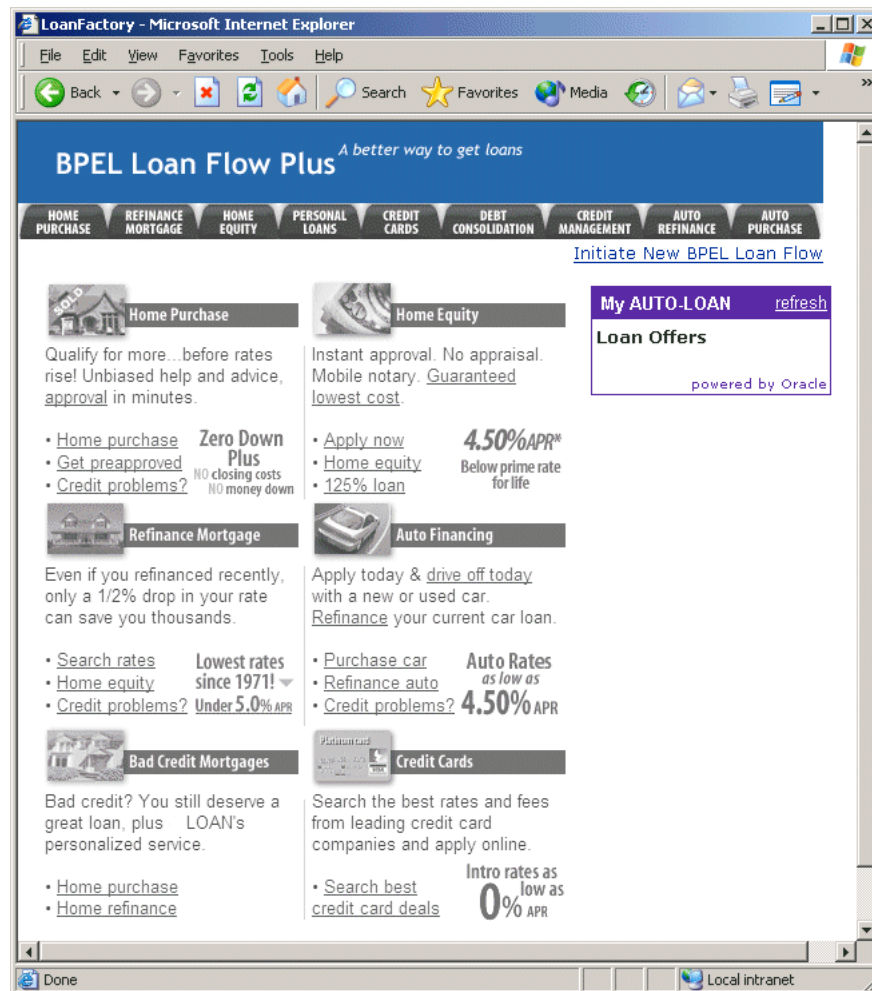 LoanFactory - Microsoft Internet Explorer
File Edit View Favorites Tools Help
Back Search Favorites Media »
BPEL Loan Flow Plus A better way to get loans
HOME PURCHASE REFINANCE MORTGAGE HOME EQUITY PERSONAL LOANS CREDIT CARDS DEBT CONSOLIDATION CREDIT MANAGEMENT AUTO REFINANCE AUTO PURCHASE
Initiate New BPEL Loan Flow
SOLD
Home Purchase
Qualify for more...before rates
rise! Unbiased help and advice,
approval in minutes.
• Home purchase
• Get preapproved
• Credit problems?
Zero Down
Plus
NO closing costs
NO money down
Home Equity
Instant approval. No appraisal.
Mobile notary. Guaranteed
lowest cost.
• Apply now
• Home equity
• 125% loan
4.50% APR*
Below prime rate
for life
My AUTO-LOAN refresh
Loan Offers
powered by Oracle
Refinance Mortgage
Even if you refinanced recently,
only a 1/2% drop in your rate
can save you thousands.
• Search rates
• Home equity
• Credit problems?
Lowest rates
since 1971!
Under 5.0% APR
Auto Financing
Apply today & drive off today
with a new or used car.
Refinance your current car loan.
• Purchase car
• Refinance auto
• Credit problems?
Auto Rates
as low as
4.50% APR
Bad Credit Mortgages
Bad credit? You still deserve a
great loan, plus LOAN's
personalized service.
• Home purchase
• Home refinance
Platinum card
VISA
Credit Cards
Search the best rates and fees
from leading credit card
companies and apply online.
• Search best
credit card deals
Intro rates as
low as
0% APR
Done Local intranet